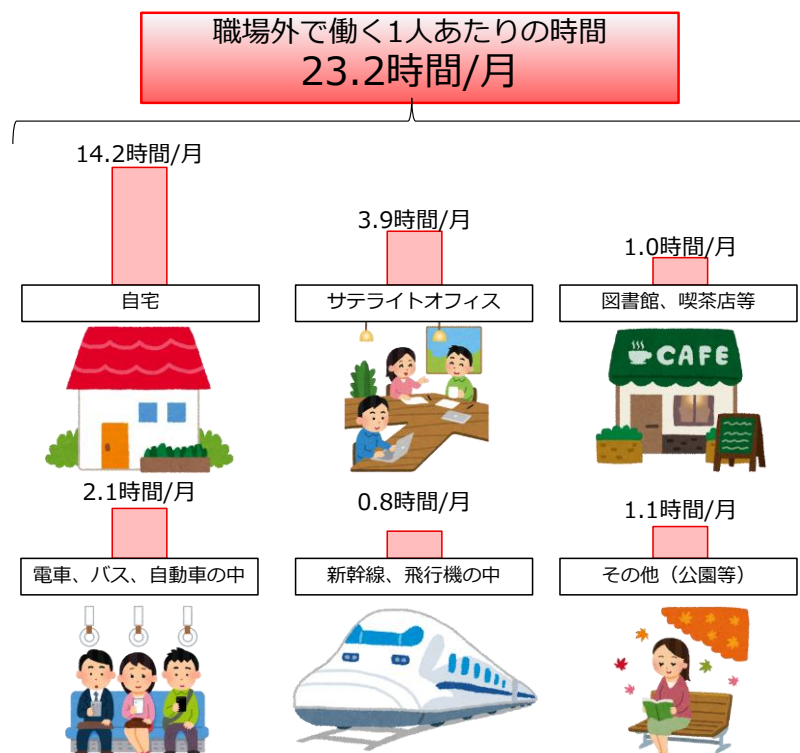 職場外で働く1人あたりの時間
23.2時間/月
14.2時間/月
3.9時間/月
1.0時間/月
自宅
サテライトオフィス
図書館、喫茶店等
CAFE
2.1時間/月
0.8時間/月
1.1時間/月
電車、バス、自動車の中
新幹線、飛行機の中
その他（公園等）